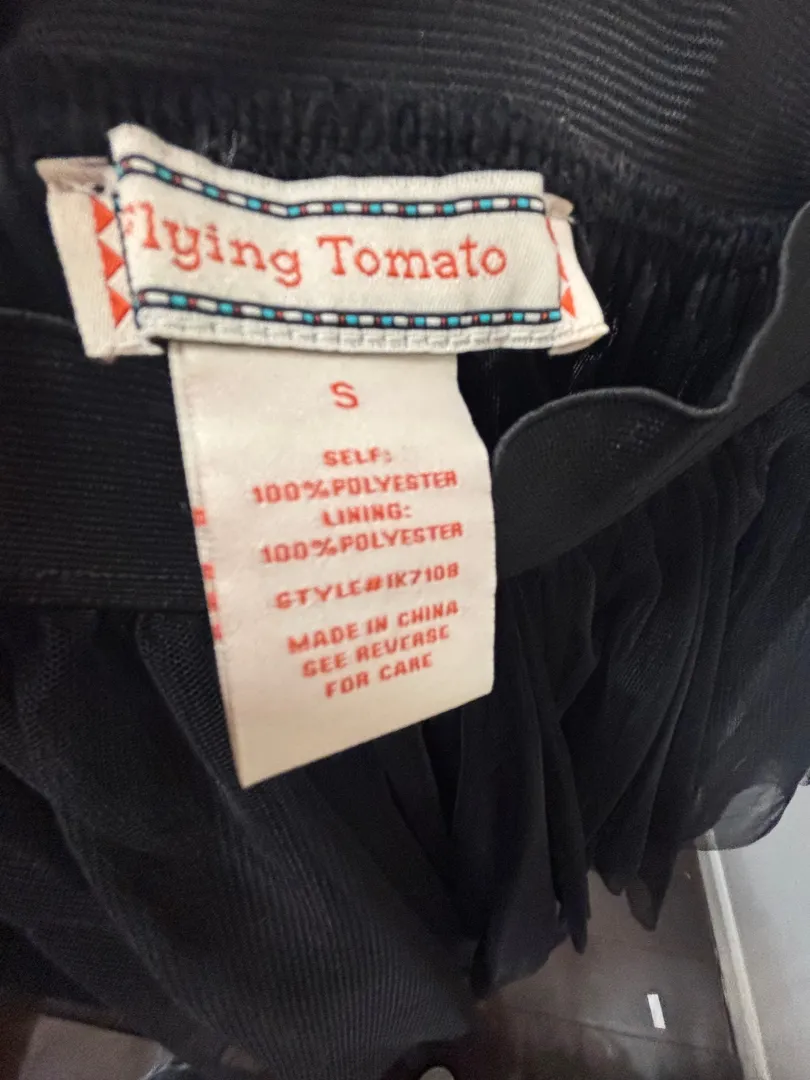 Flying Tomato
S
SELF:
100%POLYESTER
LINING:
100%POLYESTER
STYLE#IK7108
MADE IN CHINA
SEE REVERSE
FOR CARE